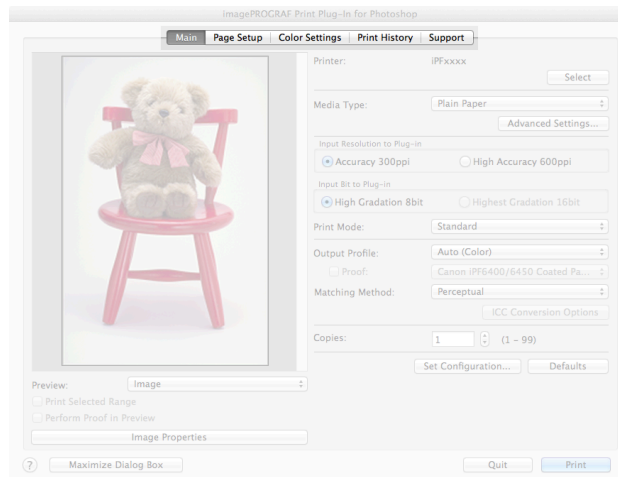 imagePROGRAF Print Plug-In for Photoshop
Main Page Setup Color Settings Print History Support
Printer: iPFxxxx
Select
Media Type: Plain Paper
Advanced Settings...
Input Resolution to Plug-in
Accuracy 300ppi High Accuracy 600ppi
Input Bit to Plug-in
High Gradation 8bit Highest Gradation 16bit
Print Mode: Standard
Output Profile: Auto (Color)
Proof: Canon iPF6400/6450 Coated Pa...
Matching Method: Perceptual
ICC Conversion Options
Copies: 1 (1 - 99)
Set Configuration... Defaults
Preview: Image
Print Selected Range
Perform Proof in Preview
Image Properties
? Maximize Dialog Box Quit Print